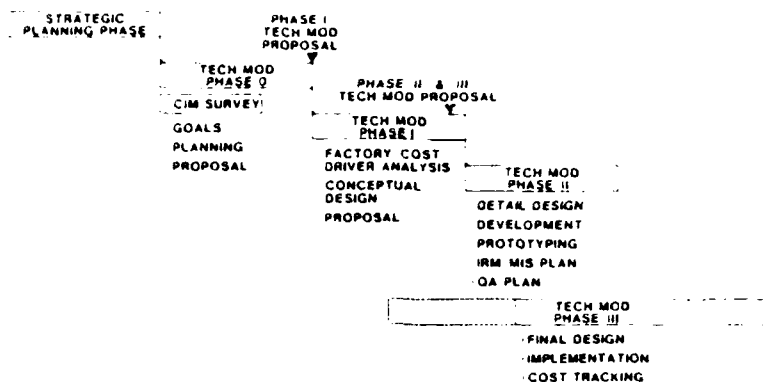 STRATEGIC
PLANNING PHASE
PHASE I
TECH MOD
PROPOSAL
TECH MOD
PHASE 0
CIM SURVEY
GOALS
PLANNING
PROPOSAL
PHASE II & III
TECH MOD PROPOSAL
TECH MOD
PHASE I
FACTORY COST
DRIVER ANALYSIS
CONCEPTUAL
DESIGN
PROPOSAL
TECH MOD
PHASE II
DETAIL DESIGN
DEVELOPMENT
PROTOTYPING
IRM MIS PLAN
QA PLAN
TECH MOD
PHASE III
FINAL DESIGN
IMPLEMENTATION
COST TRACKING